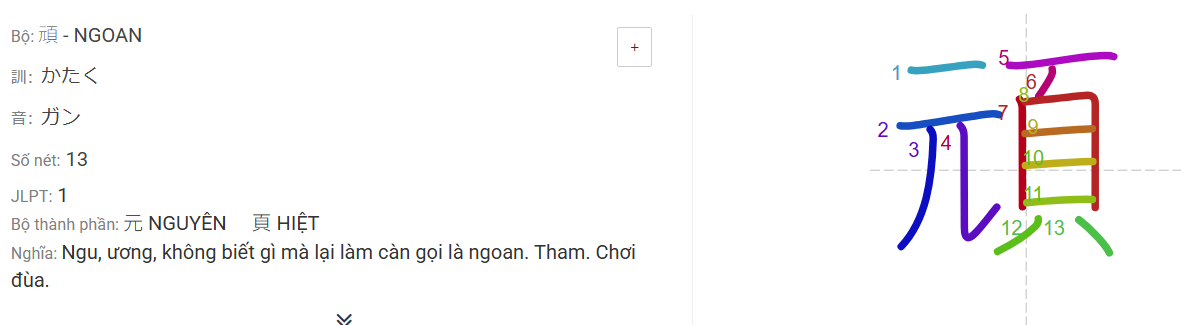 Bộ: 頑 - NGOAN
+
訓: かたく
音: ガン
Số nét: 13
JLPT: 1
Bộ thành phần: 元 NGUYÊN 頁 HIỆT
Nghĩa: Ngu, ương, không biết gì mà lại làm càn gọi là ngoan. Tham. Chơi
đùa.
頑
1
2
3
4
5
6
7
8
9
10
11
12
13